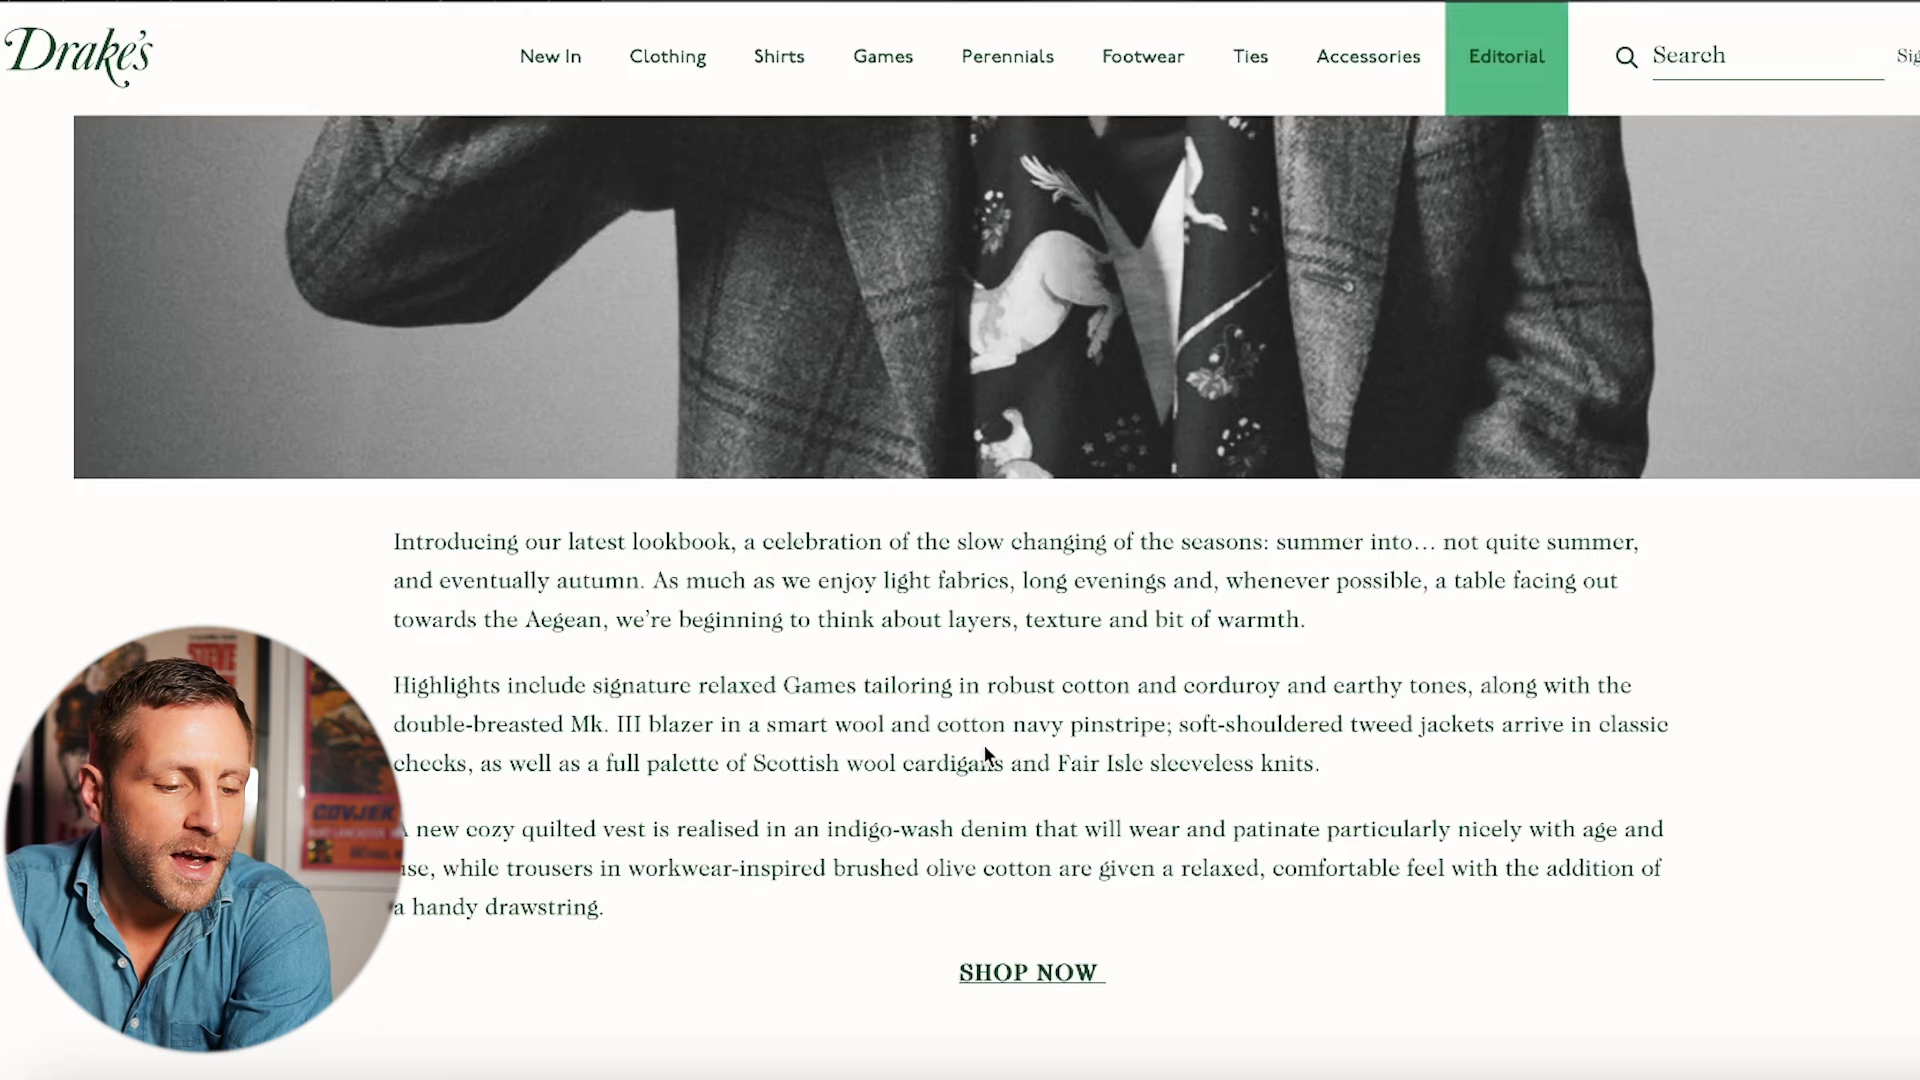 Drake's
New In Clothing Shirts Games Perennials Footwear Ties Accessories Editorial Search
Introducing our latest lookbook, a celebration of the slow changing of the seasons: summer into… not quite summer,
and eventually autumn. As much as we enjoy light fabrics, long evenings and, whenever possible, a table facing out
towards the Aegean, we’re beginning to think about layers, texture and bit of warmth.
Highlights include signature relaxed Games tailoring in robust cotton and corduroy and earthy tones, along with the
double-breasted Mk. III blazer in a smart wool and cotton navy pinstripe; soft-shouldered tweed jackets arrive in classic
checks, as well as a full palette of Scottish wool cardigans and Fair Isle sleeveless knits.
new cozy quilted vest is realised in an indigo-wash denim that will wear and patinate particularly nicely with age and
use, while trousers in workwear-inspired brushed olive cotton are given a relaxed, comfortable feel with the addition of
a handy drawstring.
SHOP NOW
STEVE
COVJEK